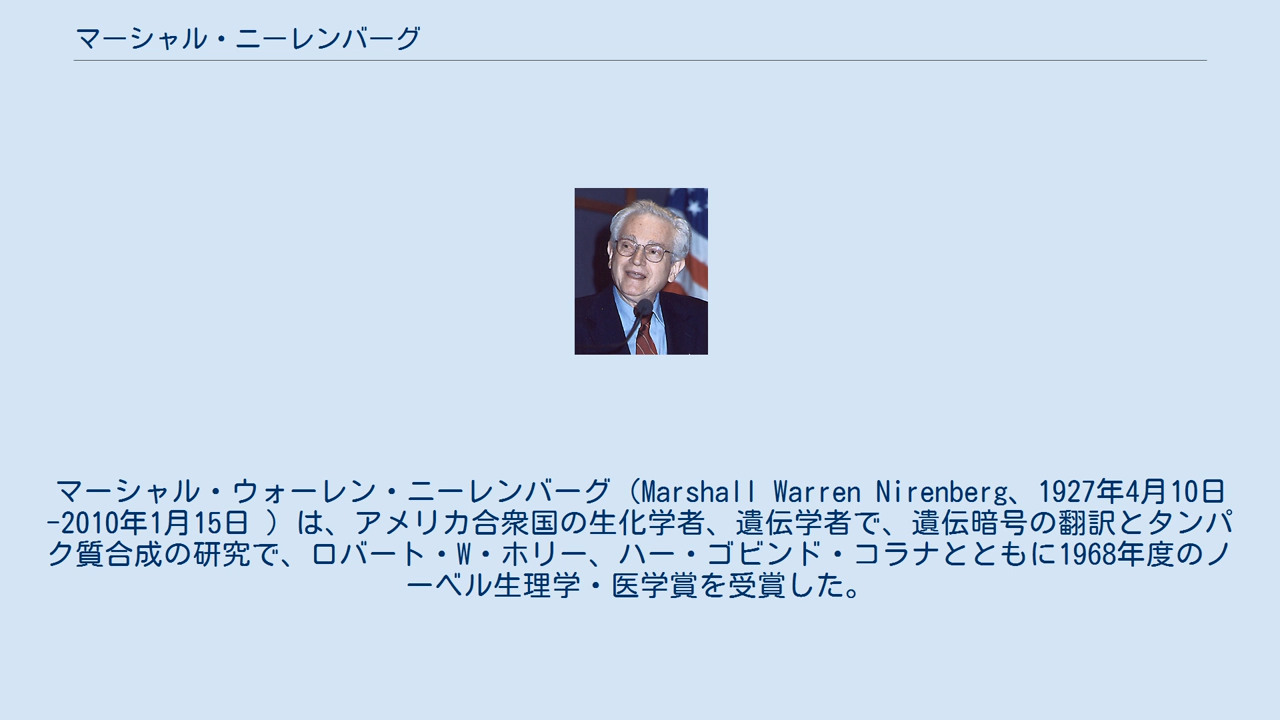 マーシャル・ニーレンバーグ
マーシャル・ウォーレン・ニーレンバーグ（Marshall Warren Nirenberg、1927年4月10日
-2010年1月15日 ）は、アメリカ合衆国の生化学者、遺伝学者で、遺伝暗号の翻訳とタンパ
ク質合成の研究で、ロバート・W・ホリー、ハー・ゴビンド・コラナとともに1968年度のノ
ーベル生理学・医学賞を受賞した。